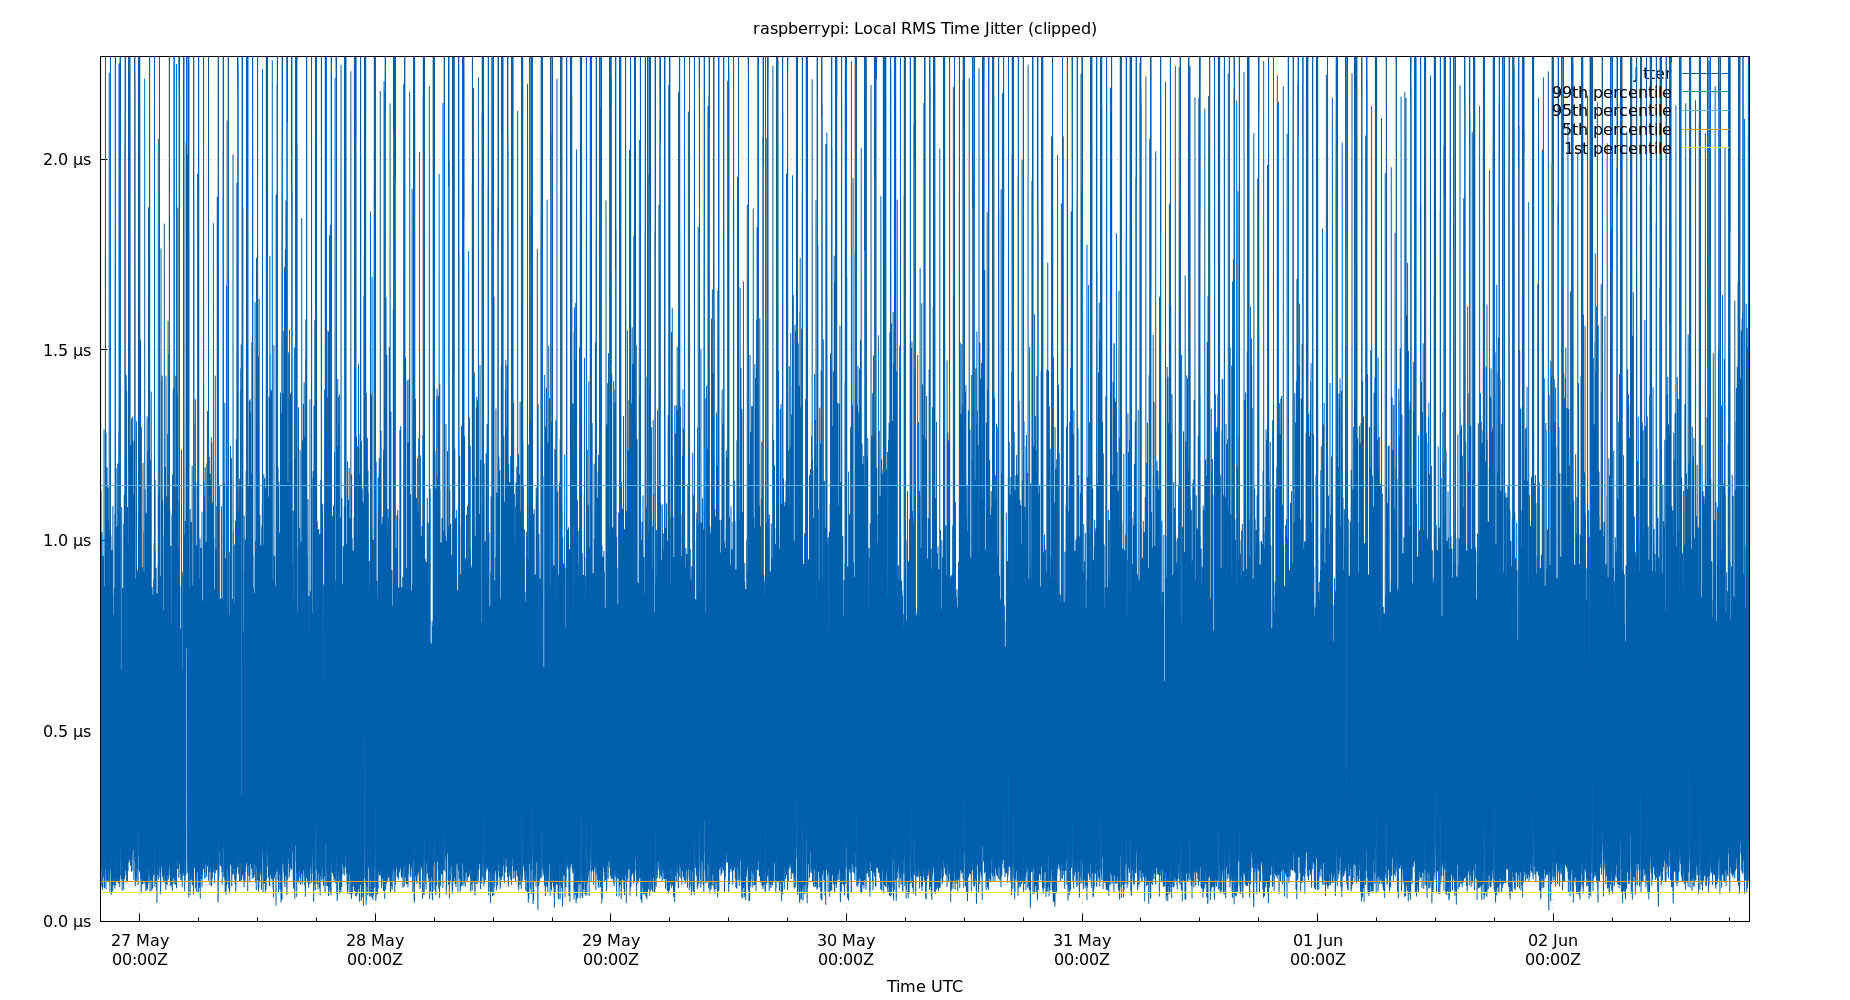 raspberrypi: Local RMS Time Jitter (clipped)
jitter
99th percentile
95th percentile
5th percentile
1st percentile
2.0 µs
1.5 µs
1.0 µs
0.5 µs
0.0 µs
27 May 28 May 29 May 30 May 31 May 01 Jun 02 Jun
00:00Z 00:00Z 00:00Z 00:00Z 00:00Z 00:00Z 00:00Z
Time UTC